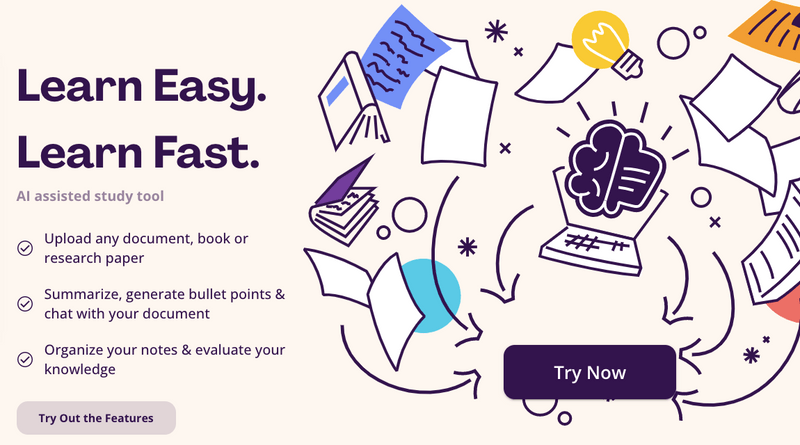 Learn Easy.
Learn Fast.
AI assisted study tool
Upload any document, book or
research paper
Summarize, generate bullet points &
chat with your document
Organize your notes & evaluate your
knowledge
Try Out the Features
Try Now